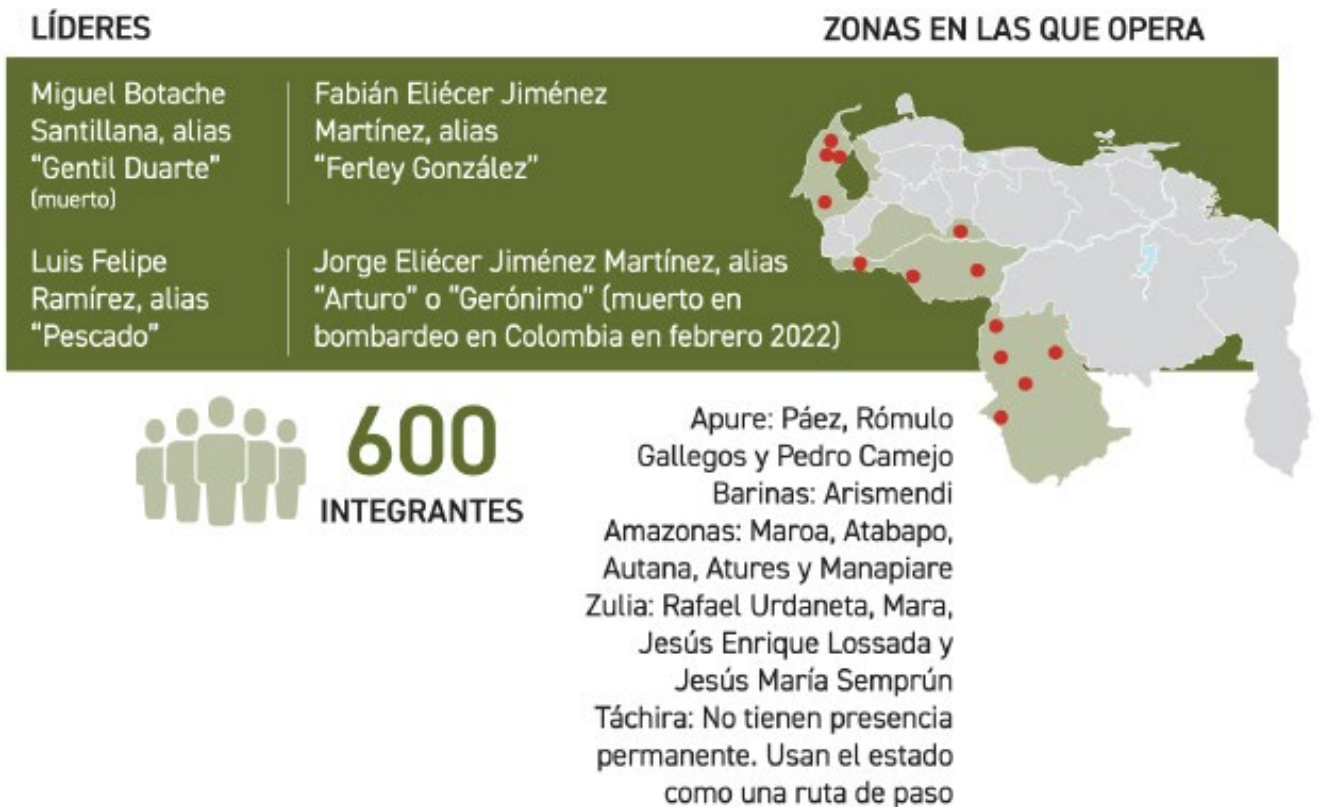 LÍDERES
ZONAS EN LAS QUE OPERA
Miguel Botache
Santillana, alias
“Gentil Duarte”
(muerto)
Fabián Eliécer Jiménez
Martínez, alias
“Ferley González”
Luis Felipe
Ramírez, alias
“Pescado”
Jorge Eliécer Jiménez Martínez, alias
“Arturo” o “Gerónimo” (muerto en
bombardeo en Colombia en febrero 2022)
600
INTEGRANTES
Apure: Páez, Rómulo
Gallegos y Pedro Camejo
Barinas: Arismendi
Amazonas: Maroa, Atabapo,
Autana, Atures y Manapiare
Zulia: Rafael Urdaneta, Mara,
Jesús Enrique Lossada y
Jesús María Semprún
Táchira: No tienen presencia
permanente. Usan el estado
como una ruta de paso